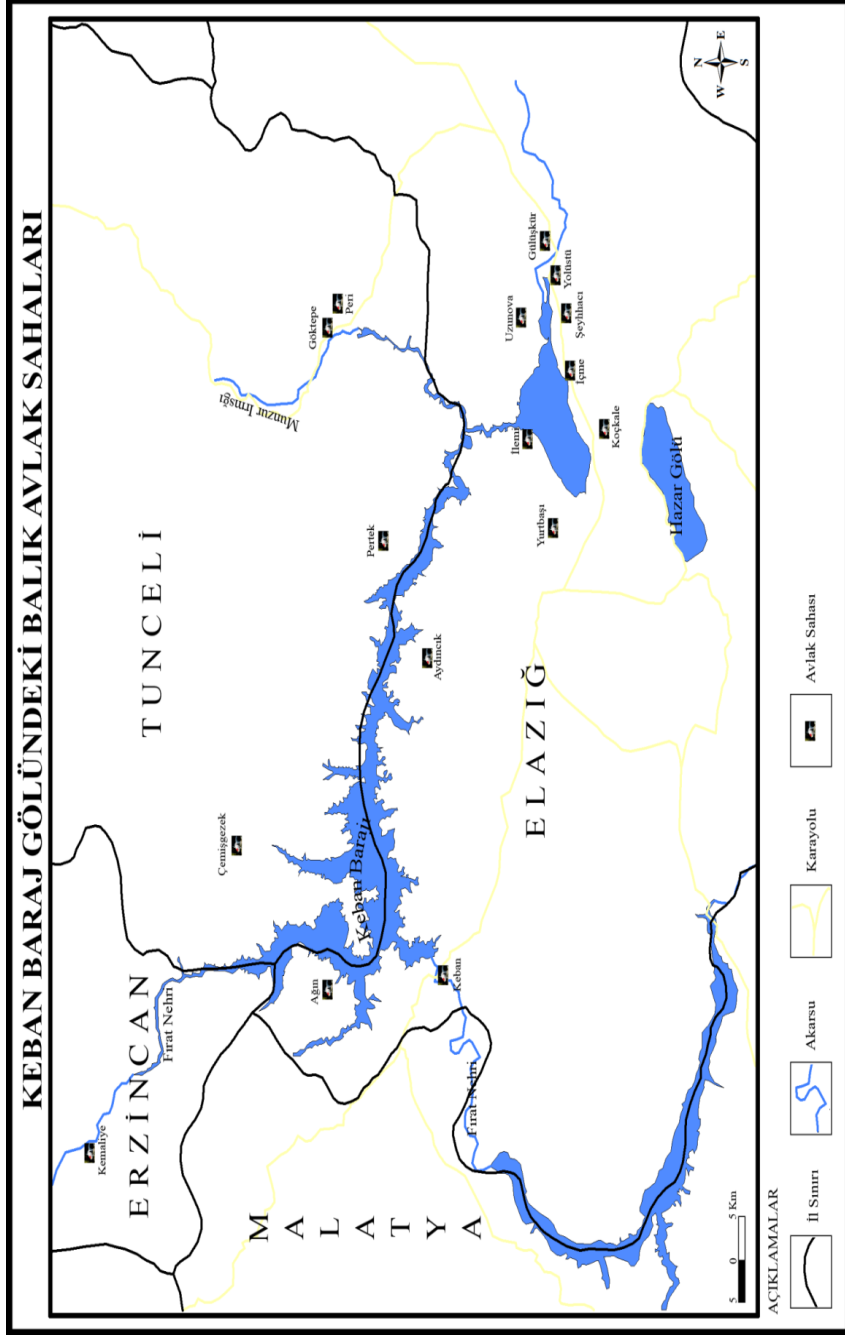 KEBAN BARAJ GÖLÜNDEKİ BALIK AVLAK SAHALARI
ERZİNCAN
TUNCELİ
MALATYA
ELAZIĞ
Kemaliye
Fırat Nehri
Çemişgezek
Ağın
Keban Barajı
Keban
Fırat Nehri
Aydıncık
Pertek
Munzur Irmsğı
Göktepe
Peri
Yurtbaşı
İlemi
Koçkale
İçme
Uzunova
Şeyhhacı
Yolüstü
Gülüşkür
Hazar Gölü
N
W
E
S
5 0 5 Km
AÇIKLAMALAR
İl Sınırı
Akarsu
Karayolu
Avlak Sahası